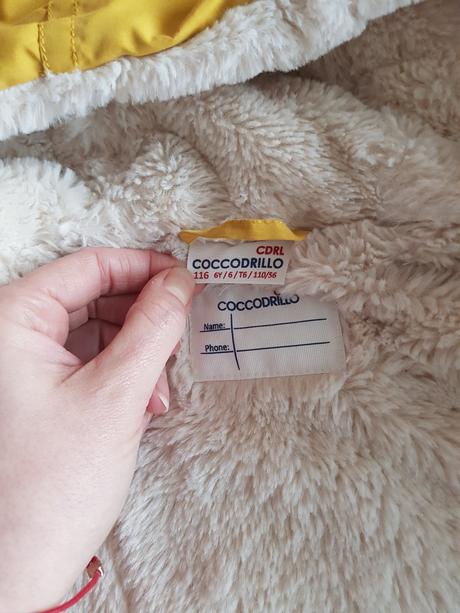 CDRL
COCCODRILLO
116 6Y/6/T6/110/56
COCCODRILLO
Name:
Phone: